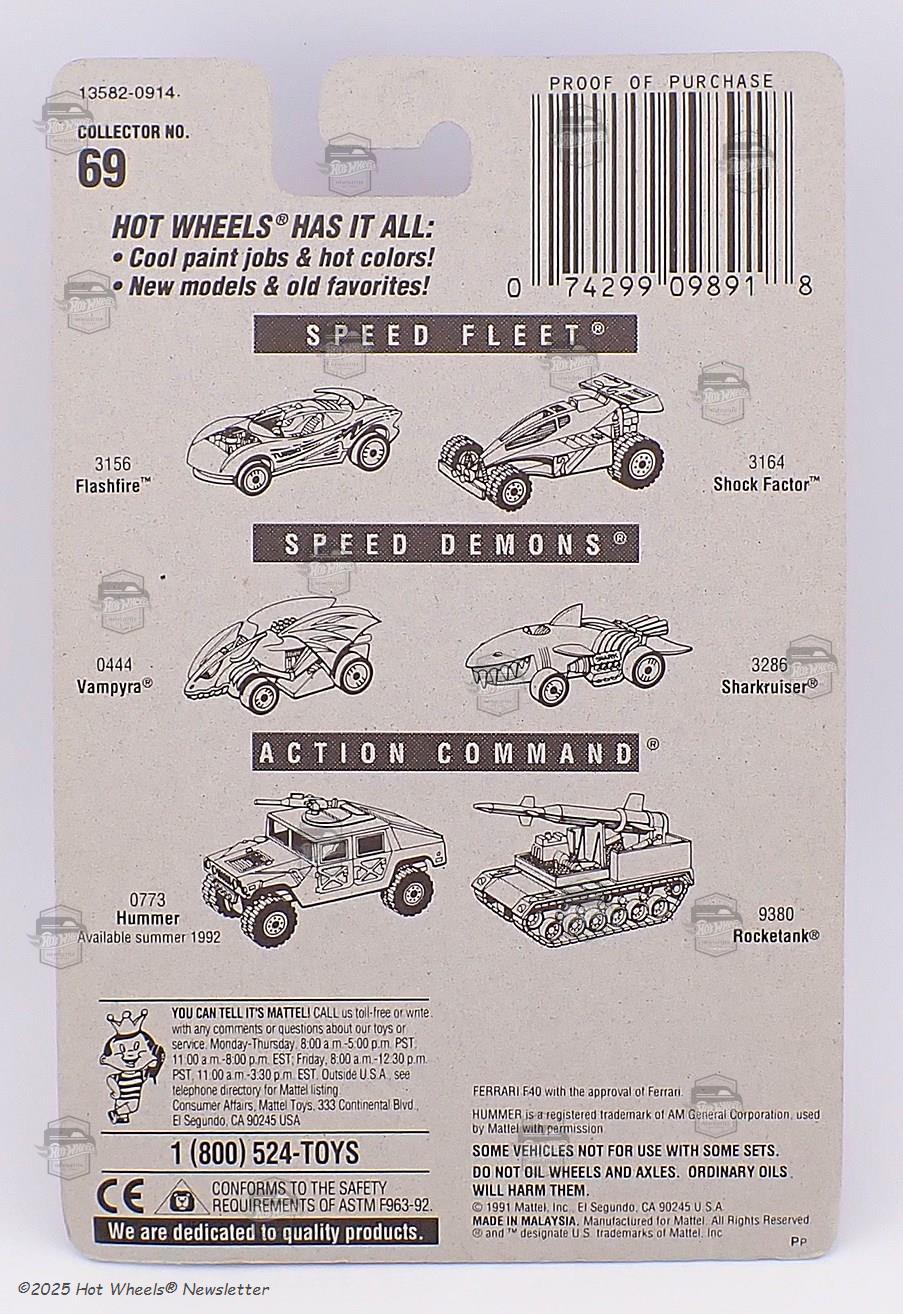 13582-0914
COLLECTOR NO.
69
PROOF OF PURCHASE
0 74299 09891 8
HOT WHEELS® HAS IT ALL:
• Cool paint jobs & hot colors!
• New models & old favorites!
SPEED FLEET®
3156
Flashfire™
3164
Shock Factor™
SPEED DEMONS®
0444
Vampyra®
3286
Sharkruiser®
ACTION COMMAND®
0773
Hummer
Available summer 1992
9380
Rocketank®
YOU CAN TELL IT'S MATTEL! CALL us toll-free or write
with any comments or questions about our toys or
service. Monday-Thursday, 8:00 a.m.-5:00 p.m. PST,
11:00 a.m.-8:00 p.m. EST; Friday, 8:00 a.m.-12:30 p.m.
PST, 11:00 a.m.-3:30 p.m. EST. Outside U.S.A., see
telephone directory for Mattel listing.
Consumer Affairs, Mattel Toys, 333 Continental Blvd.,
El Segundo, CA 90245 USA
1 (800) 524-TOYS
CE
CONFORMS TO THE SAFETY
REQUIREMENTS OF ASTM F963-92.
We are dedicated to quality products.
FERRARI F40 with the approval of Ferrari.
HUMMER is a registered trademark of AM General Corporation, used
by Mattel with permission.
SOME VEHICLES NOT FOR USE WITH SOME SETS.
DO NOT OIL WHEELS AND AXLES. ORDINARY OILS
WILL HARM THEM.
© 1991 Mattel, Inc., El Segundo, CA 90245 U.S.A.
MADE IN MALAYSIA. Manufactured for Mattel. All Rights Reserved.
® and ™ designate U.S. trademarks of Mattel, Inc.
PP
©2025 Hot Wheels® Newsletter